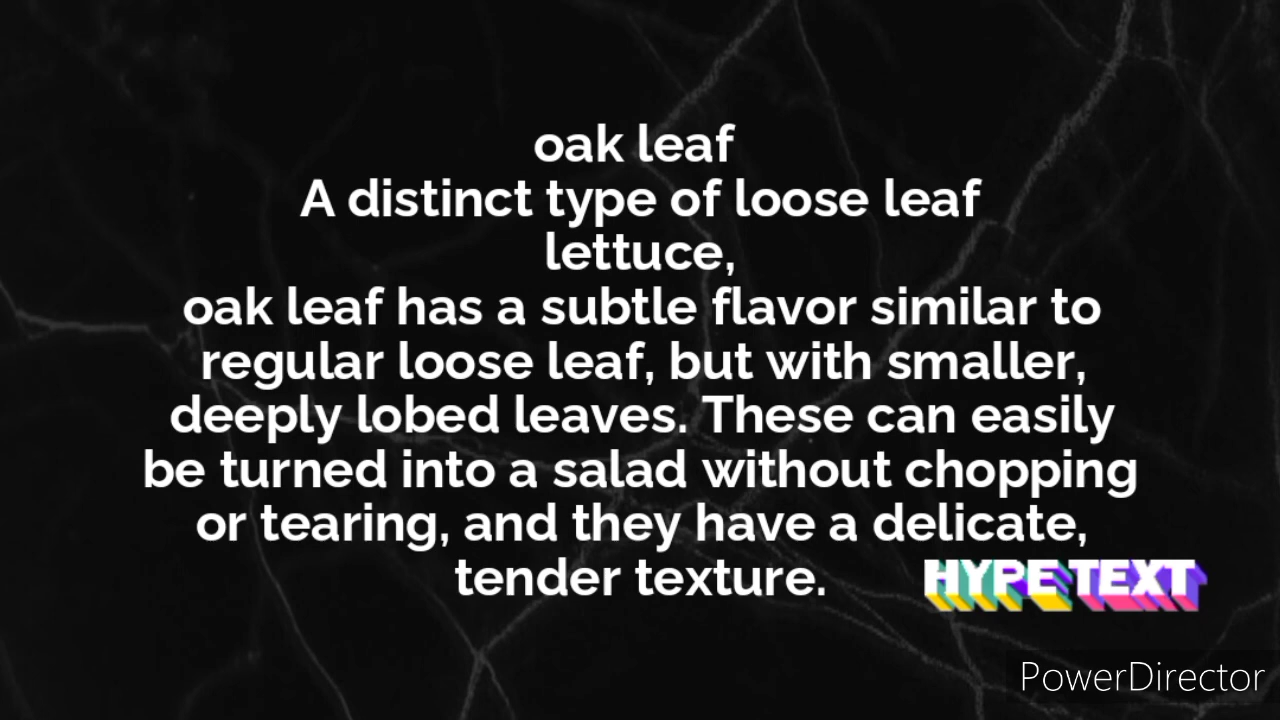 oak leaf
A distinct type of loose leaf
lettuce,
oak leaf has a subtle flavor similar to
regular loose leaf, but with smaller,
deeply lobed leaves. These can easily
be turned into a salad without chopping
or tearing, and they have a delicate,
tender texture.
HYPE TEXT
PowerDirector